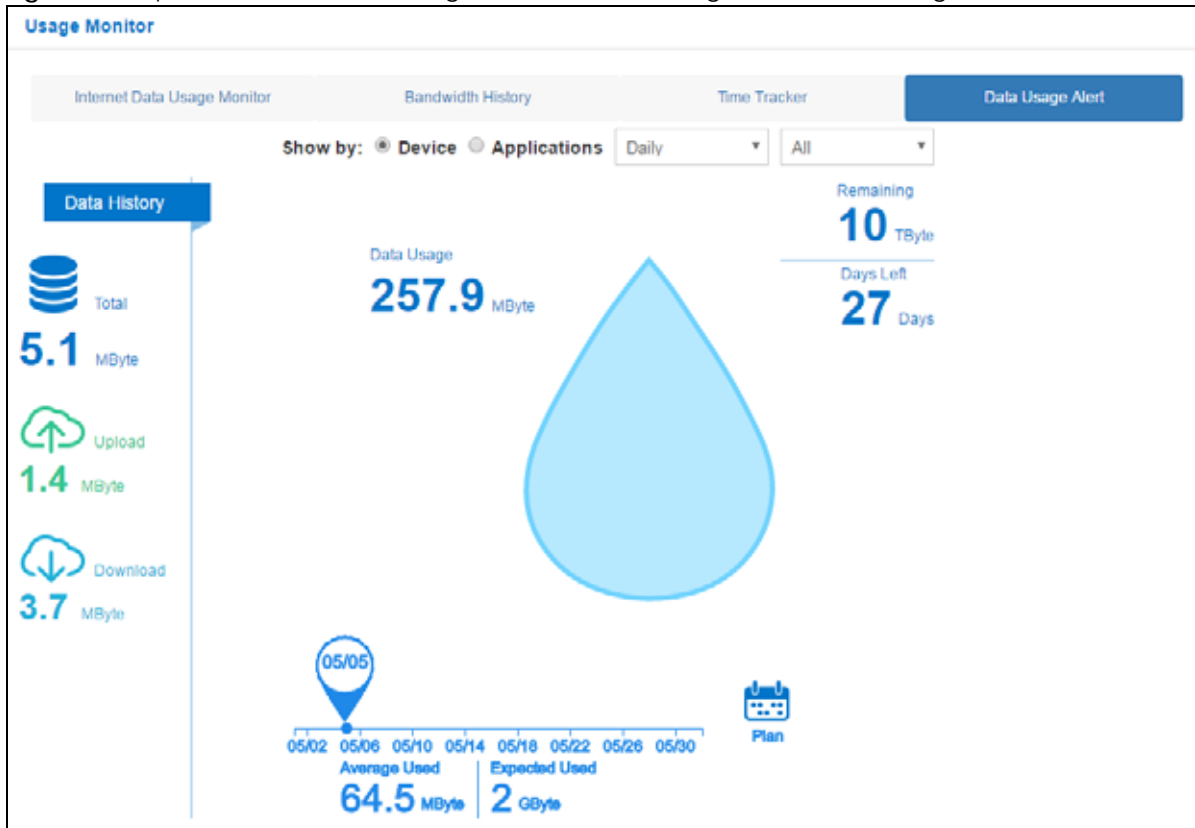 Usage Monitor
Internet Data Usage Monitor Bandwidth History Time Tracker Data Usage Alert
Show by: Device Applications Daily All
Data History
Remaining
10 TByte
Data Usage
257.9 MByte
Days Left
27 Days
Total
5.1 MByte
Upload
1.4 MByte
Download
3.7 MByte
05/05
05/02 05/06 05/10 05/14 05/18 05/22 05/26 05/30
Plan
Average Used Expected Used
64.5 MByte 2 GByte